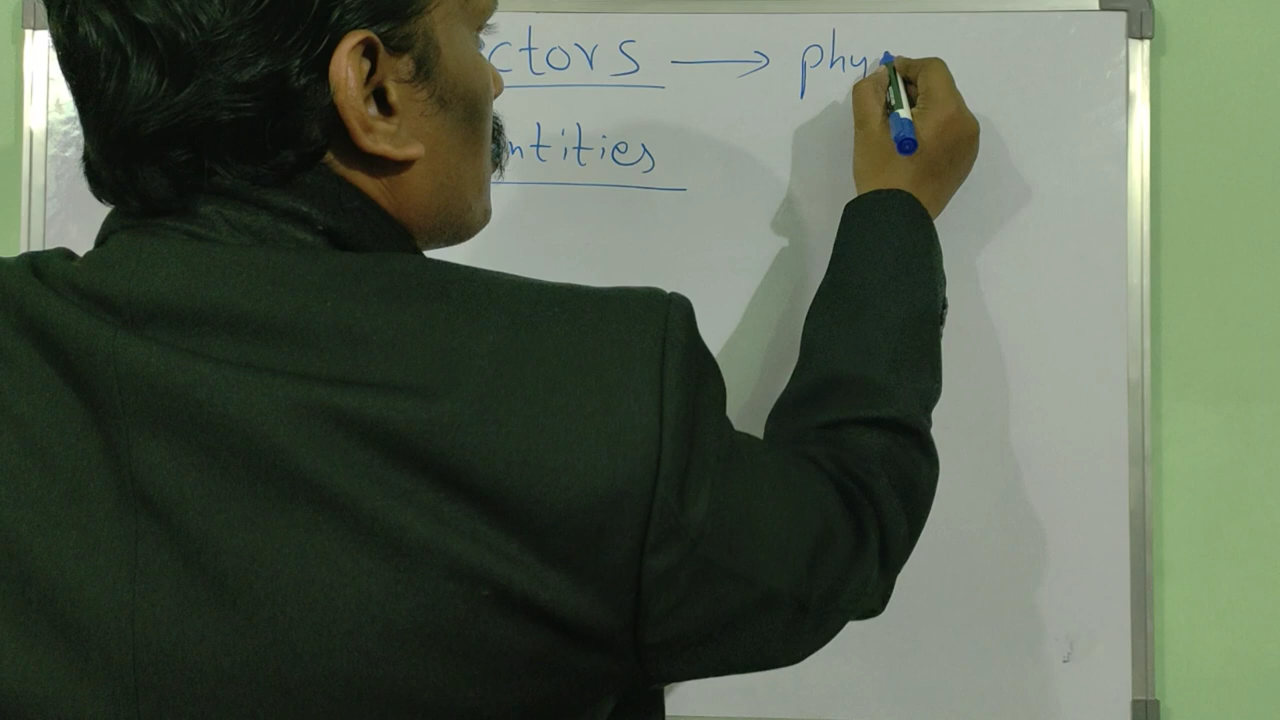 ctors → phy
ntities